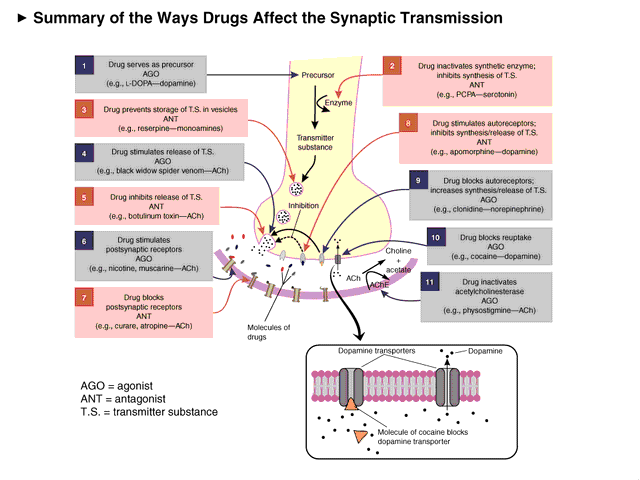 ► Summary of the Ways Drugs Affect the Synaptic Transmission
1
Drug serves as precursor
AGO
(e.g., L-DOPA—dopamine)
3
Drug prevents storage of T.S. in vesicles
ANT
(e.g., reserpine—monoamines)
4
Drug stimulates release of T.S.
AGO
(e.g., black widow spider venom—ACh)
5
Drug inhibits release of T.S.
ANT
(e.g., botulinum toxin—ACh)
6
Drug stimulates
postsynaptic receptors
AGO
(e.g., nicotine, muscarine—ACh)
7
Drug blocks
postsynaptic receptors
ANT
(e.g., curare, atropine—ACh)
Precursor
Enzyme
Transmitter
substance
Inhibition
Molecules of
drugs
ACh
Choline
+
acetate
AChE
2
Drug inactivates synthetic enzyme;
inhibits synthesis of T.S.
ANT
(e.g., PCPA—serotonin)
8
Drug stimulates autoreceptors;
inhibits synthesis/release of T.S.
ANT
(e.g., apomorphine—dopamine)
9
Drug blocks autoreceptors;
increases synthesis/release of T.S.
AGO
(e.g., clonidine—norepinephrine)
10
Drug blocks reuptake
AGO
(e.g., cocaine—dopamine)
11
Drug inactivates
acetylcholinesterase
AGO
(e.g., physostigmine—ACh)
Dopamine transporters
Dopamine
Molecule of cocaine blocks
dopamine transporter
AGO = agonist
ANT = antagonist
T.S. = transmitter substance